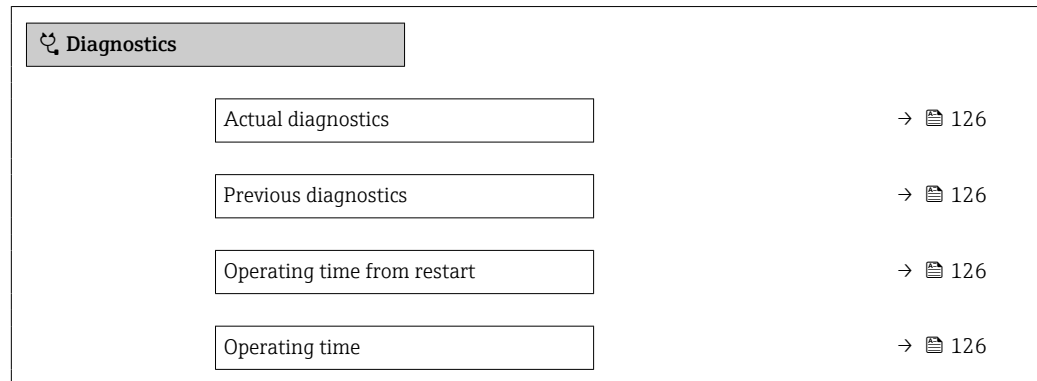 Diagnostics
Actual diagnostics → 126
Previous diagnostics → 126
Operating time from restart → 126
Operating time → 126